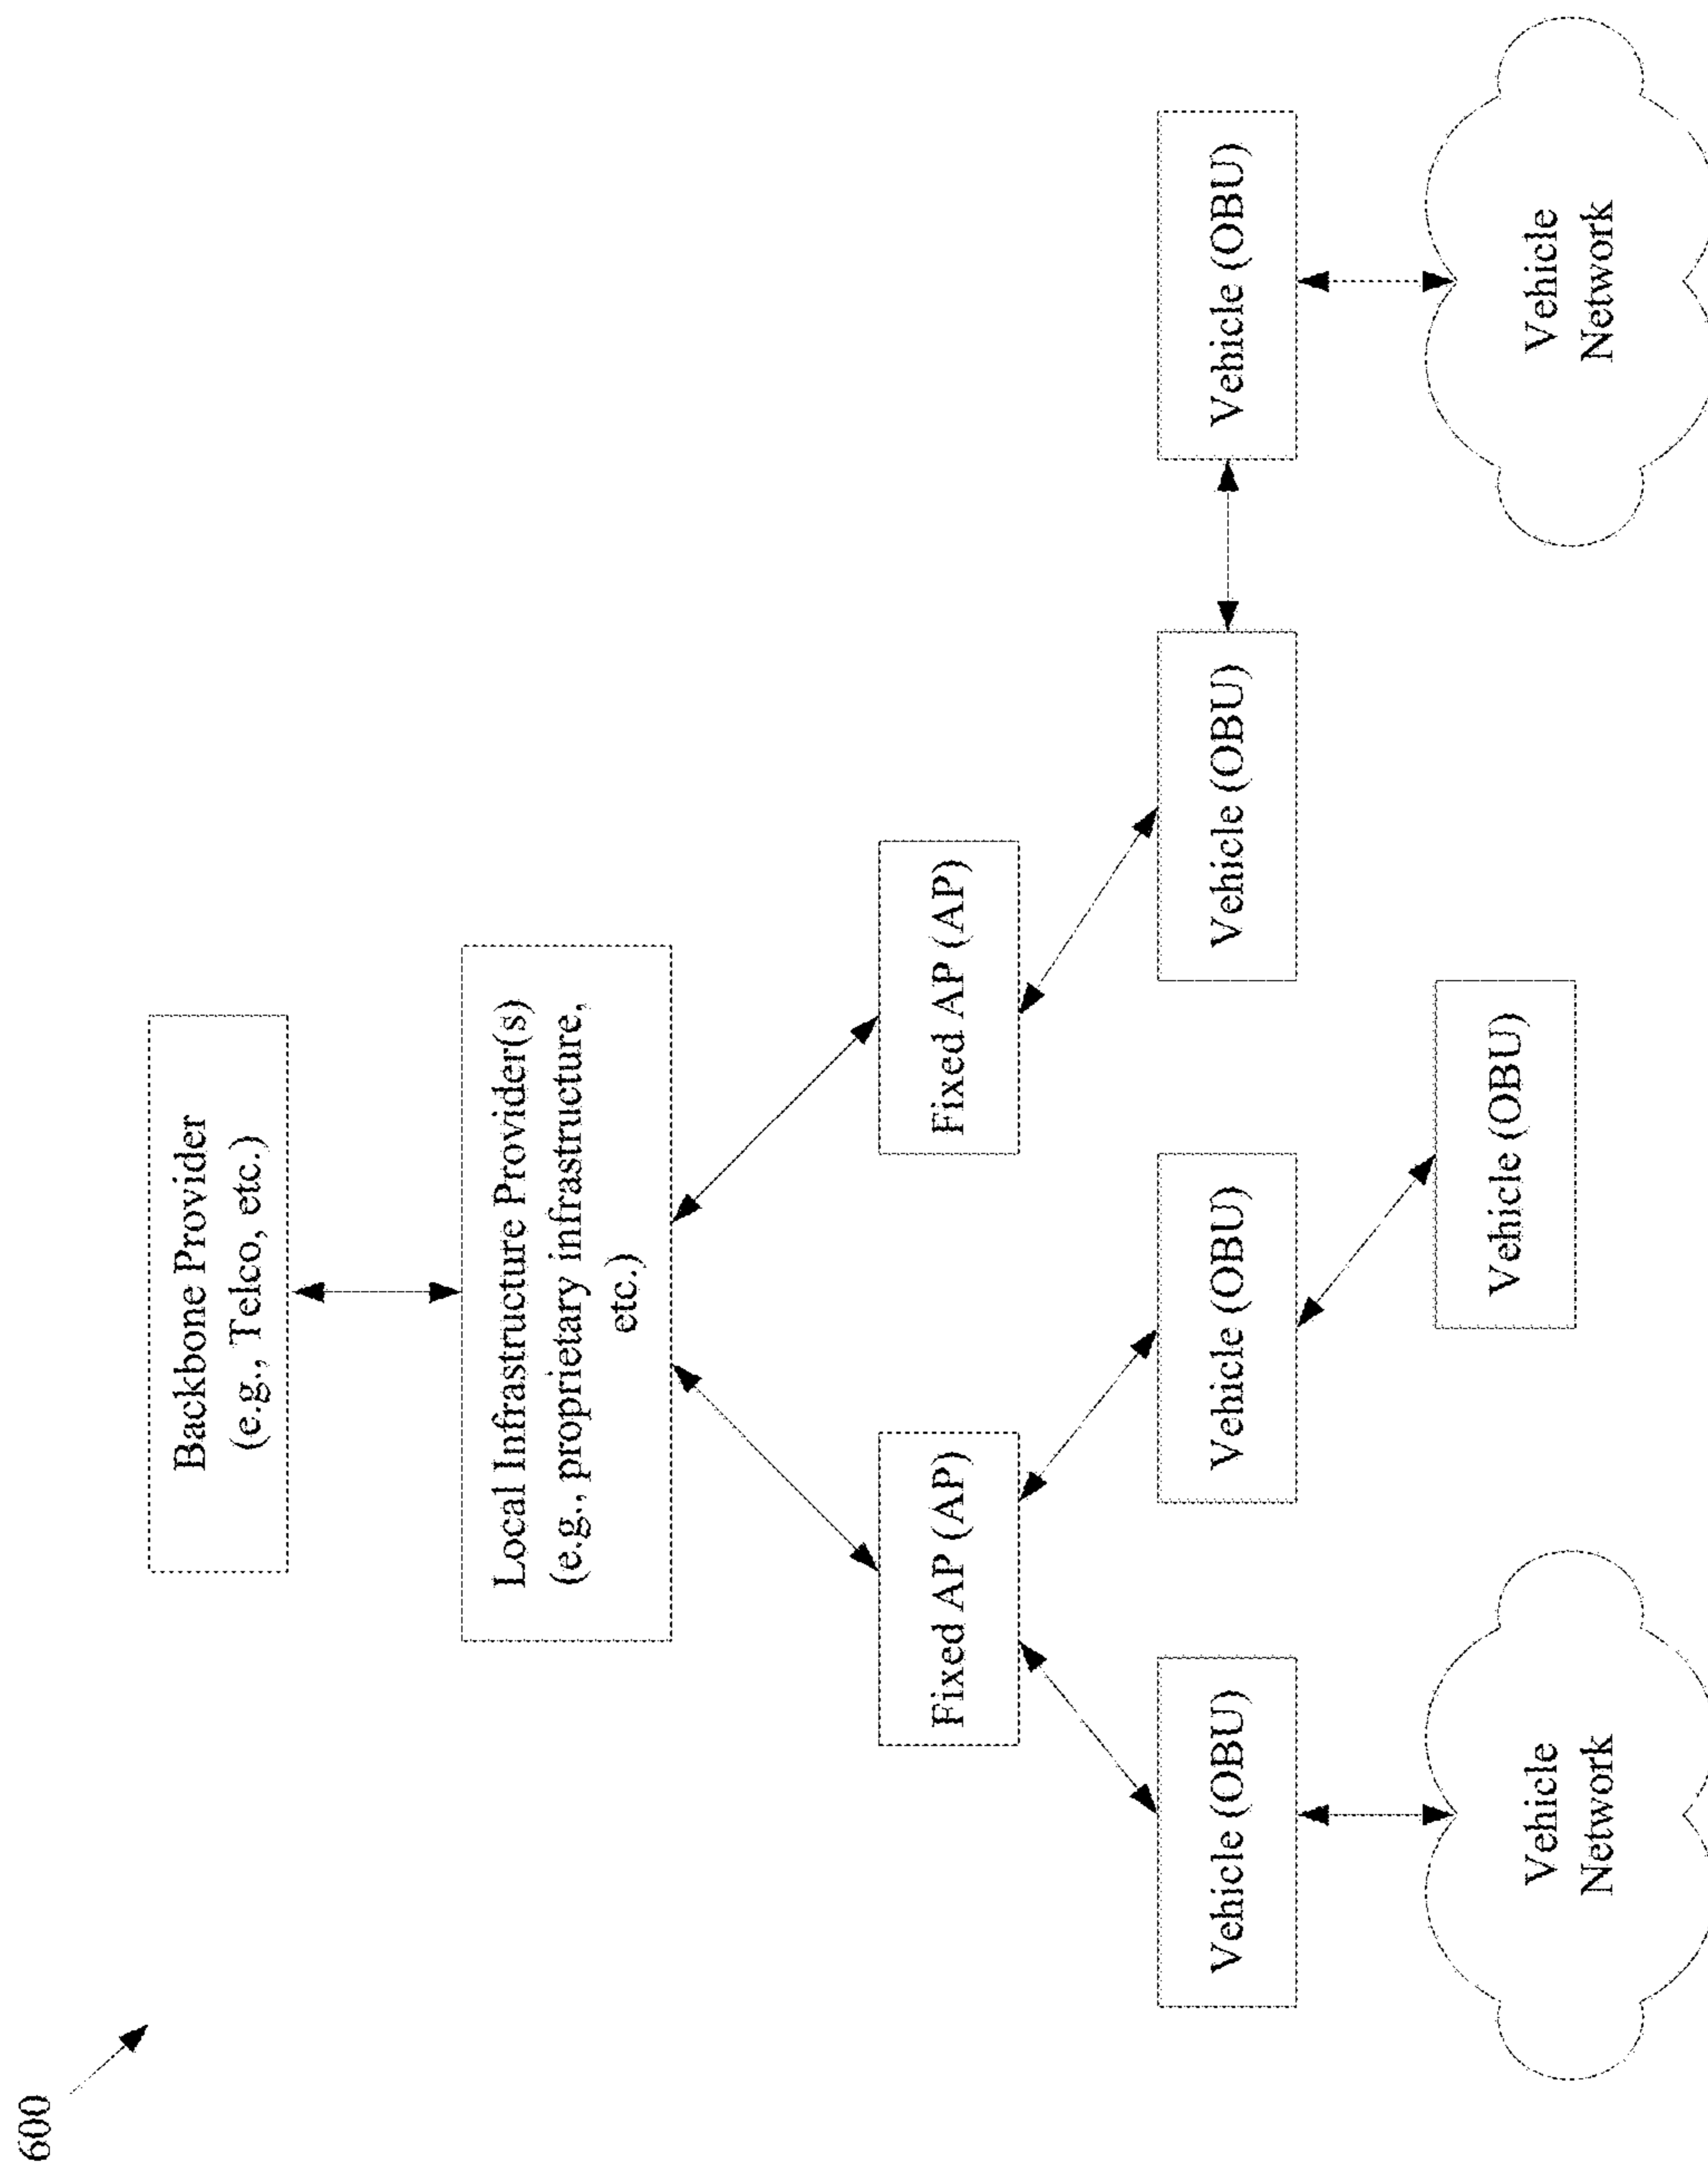 600
Backbone Provider
(e.g., Telco, etc.)
Local Infrastructure Provider(s)
(e.g., proprietary infrastructure,
etc.)
Fixed AP (AP)
Fixed AP (AP)
Vehicle (OBU)
Vehicle (OBU)
Vehicle (OBU)
Vehicle (OBU)
Vehicle
Network
Vehicle (OBU)
Vehicle
Network